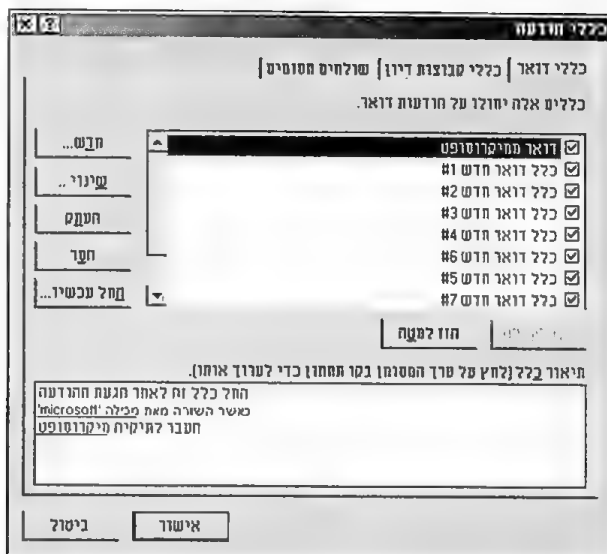 כללי הודעה
כללי דואר
כללי קבוצות דיון
שולחים חסומים
כללים אלה יחולו על הודעות דואר.
דואר ממיקרוסופט
כלל דואר חדש #1
כלל דואר חדש #2
כלל דואר חדש #3
כלל דואר חדש #4
כלל דואר חדש #6
כלל דואר חדש #5
כלל דואר חדש #7
חדש...
שינוי..
העתק
הסר
החל עכשיו...
הזז למטה
תיאור כלל (לחץ על ערך המסומן בקו תחתון כדי לערוך אותו).
החל כלל זה לאחר הגעת ההודעה
כאשר השורה מאת מכילה 'microsoft'
העבר לתיקיה מיקרוסופט
אישור
ביטול